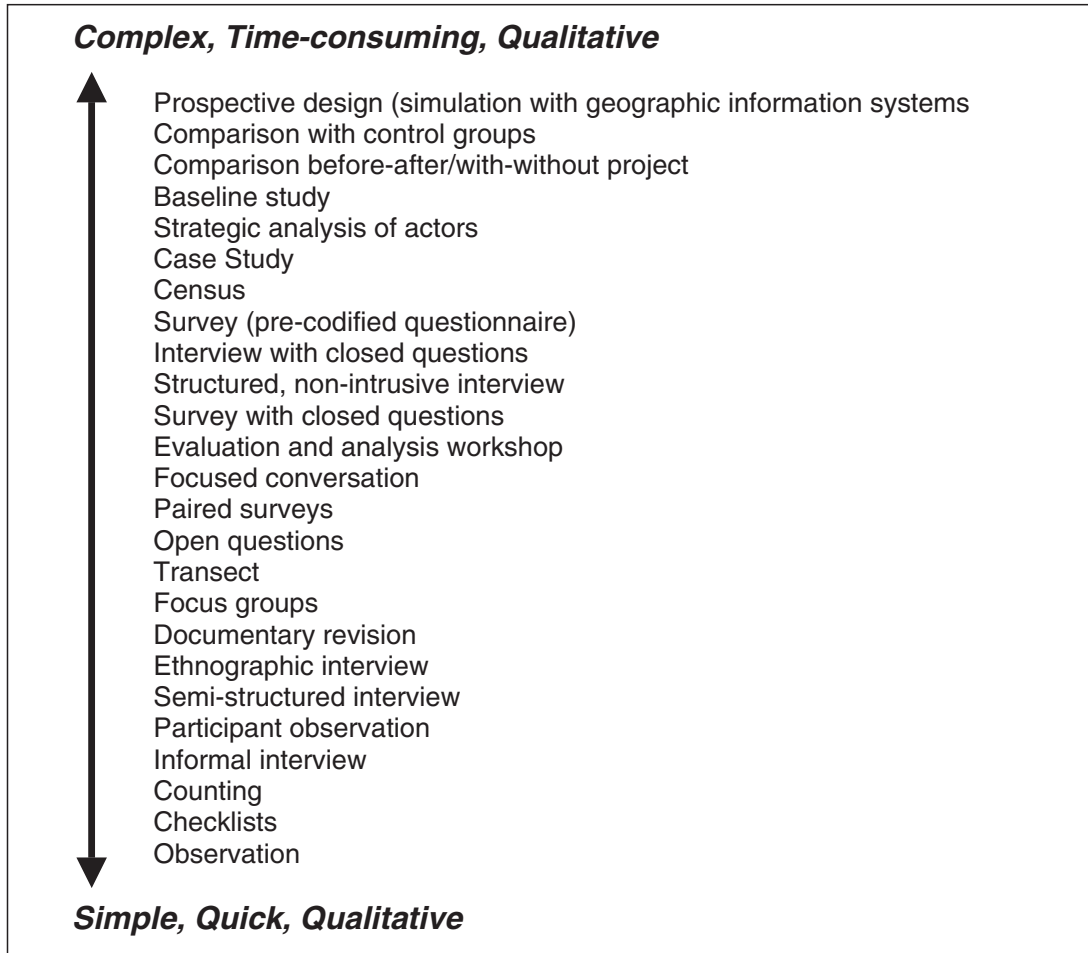 Complex, Time-consuming, Qualitative
Prospective design (simulation with geographic information systems
Comparison with control groups
Comparison before-after/with-without project
Baseline study
Strategic analysis of actors
Case Study
Census
Survey (pre-codified questionnaire)
Interview with closed questions
Structured, non-intrusive interview
Survey with closed questions
Evaluation and analysis workshop
Focused conversation
Paired surveys
Open questions
Transect
Focus groups
Documentary revision
Ethnographic interview
Semi-structured interview
Participant observation
Informal interview
Counting
Checklists
Observation
Simple, Quick, Qualitative